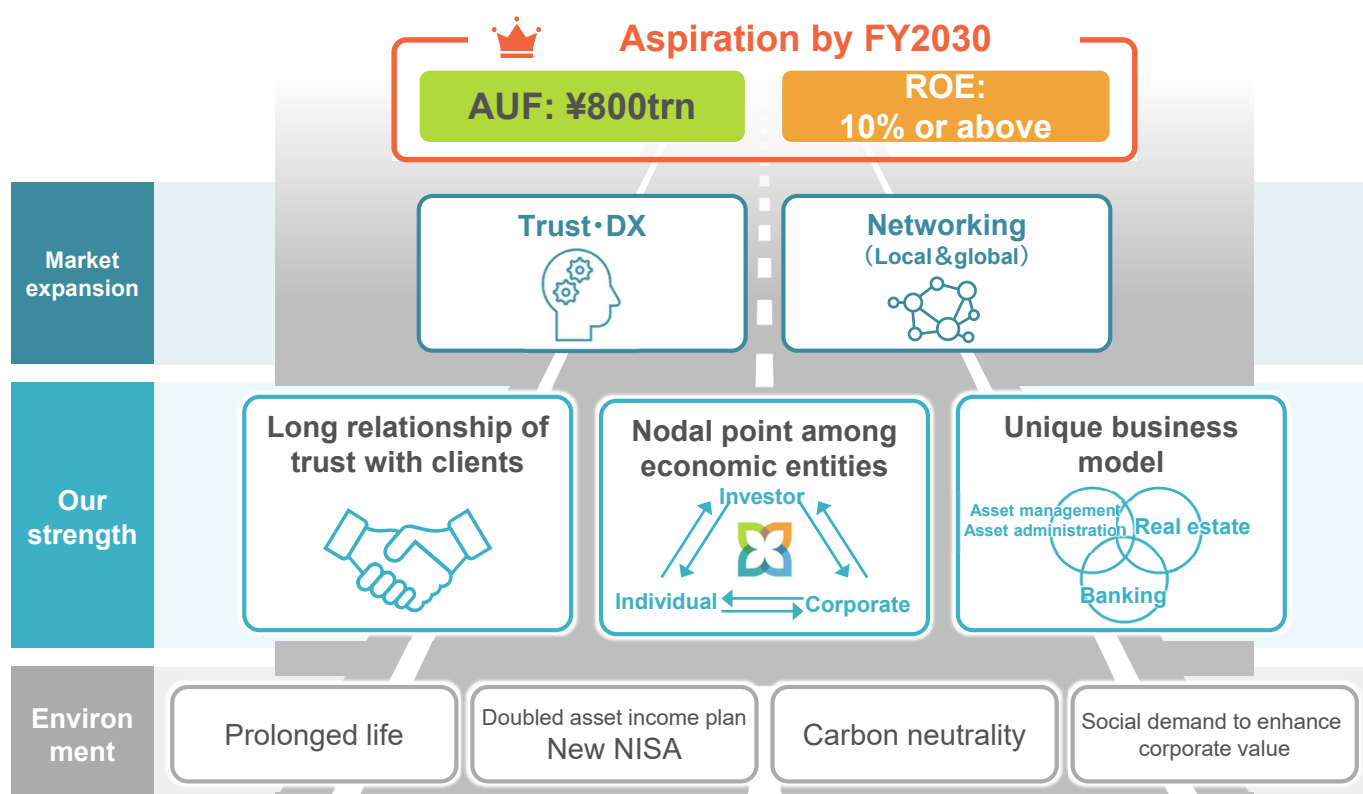 Aspiration by FY2030
AUF: ¥800trn
ROE:
10% or above
Market
expansion
Trust・DX
Networking
（Local＆global）
Our
strength
Long relationship of
trust with clients
Nodal point among
economic entities
Investor
Individual
Corporate
Unique business
model
Asset management
Asset administration
Real estate
Banking
Environ
ment
Prolonged life
Doubled asset income plan
New NISA
Carbon neutrality
Social demand to enhance
corporate value